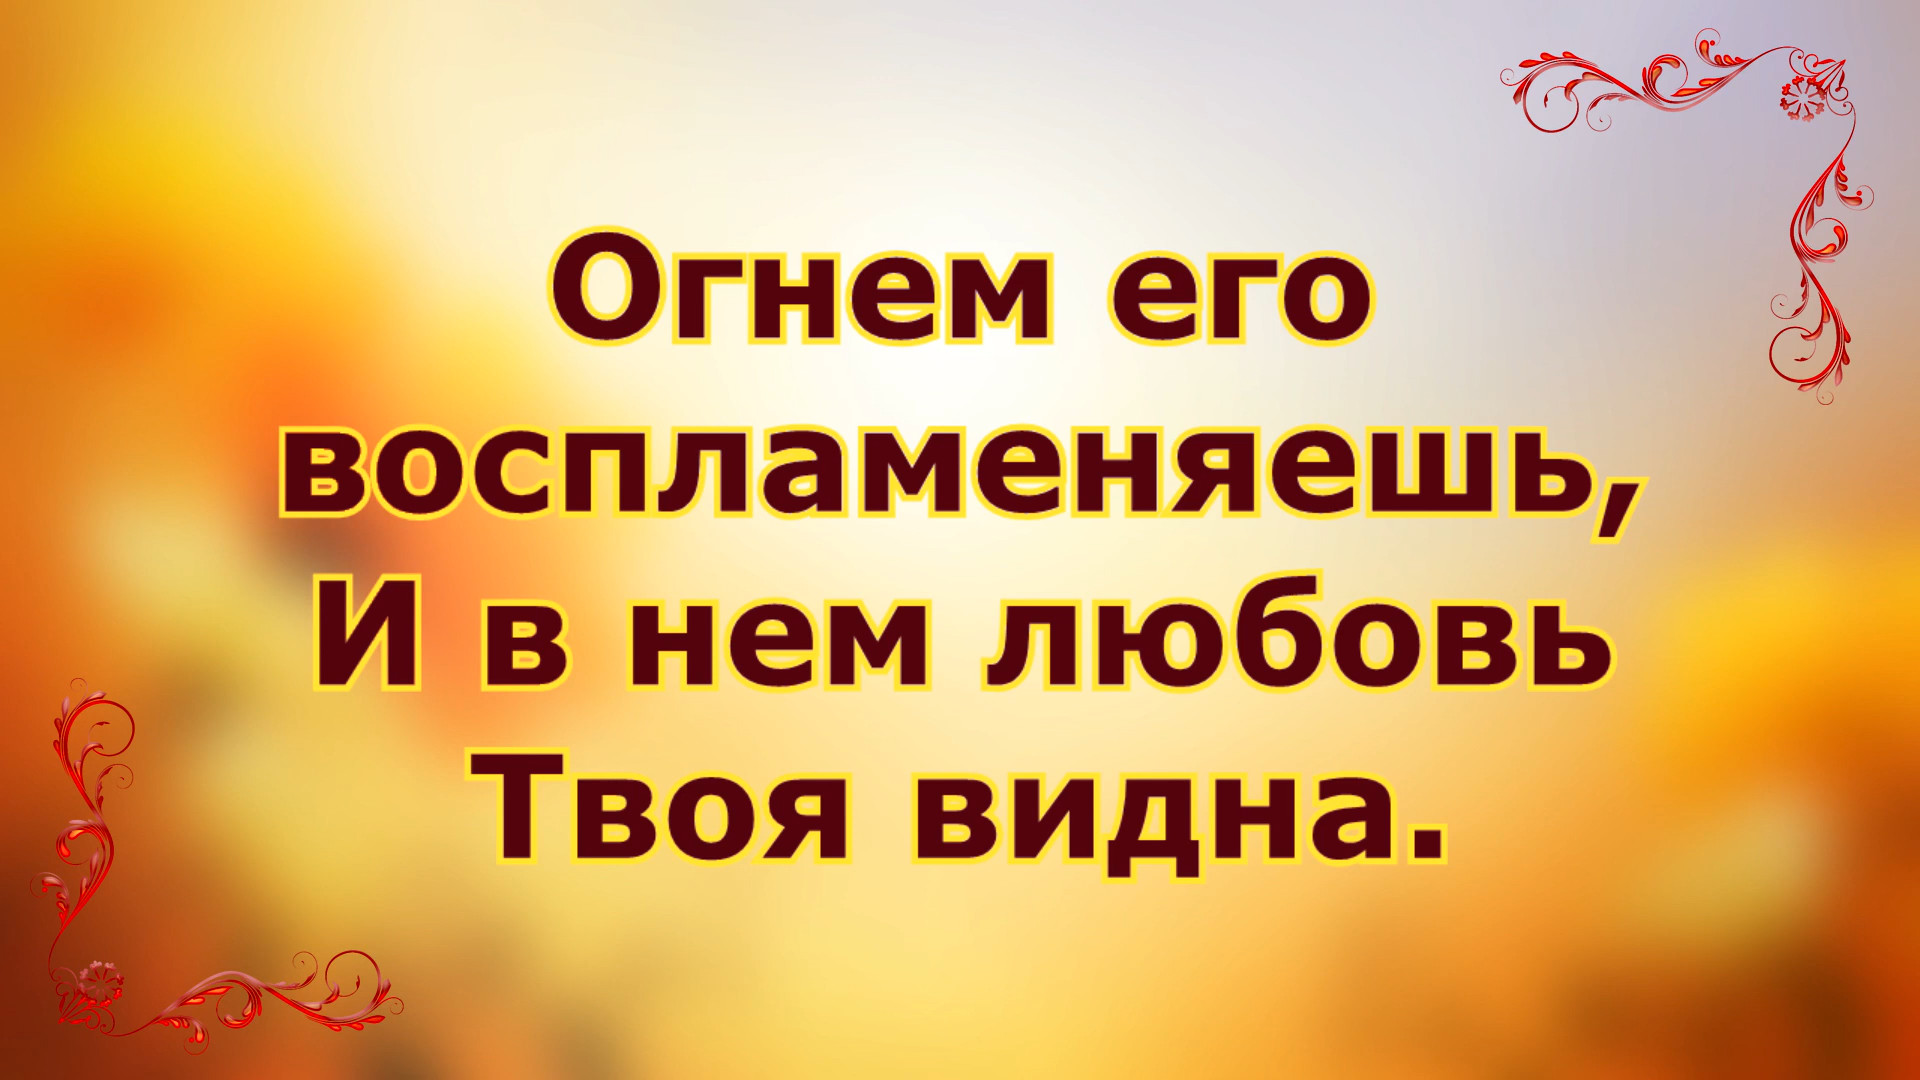 Огнем его
воспламеняешь,
И в нем любовь
Твоя видна.